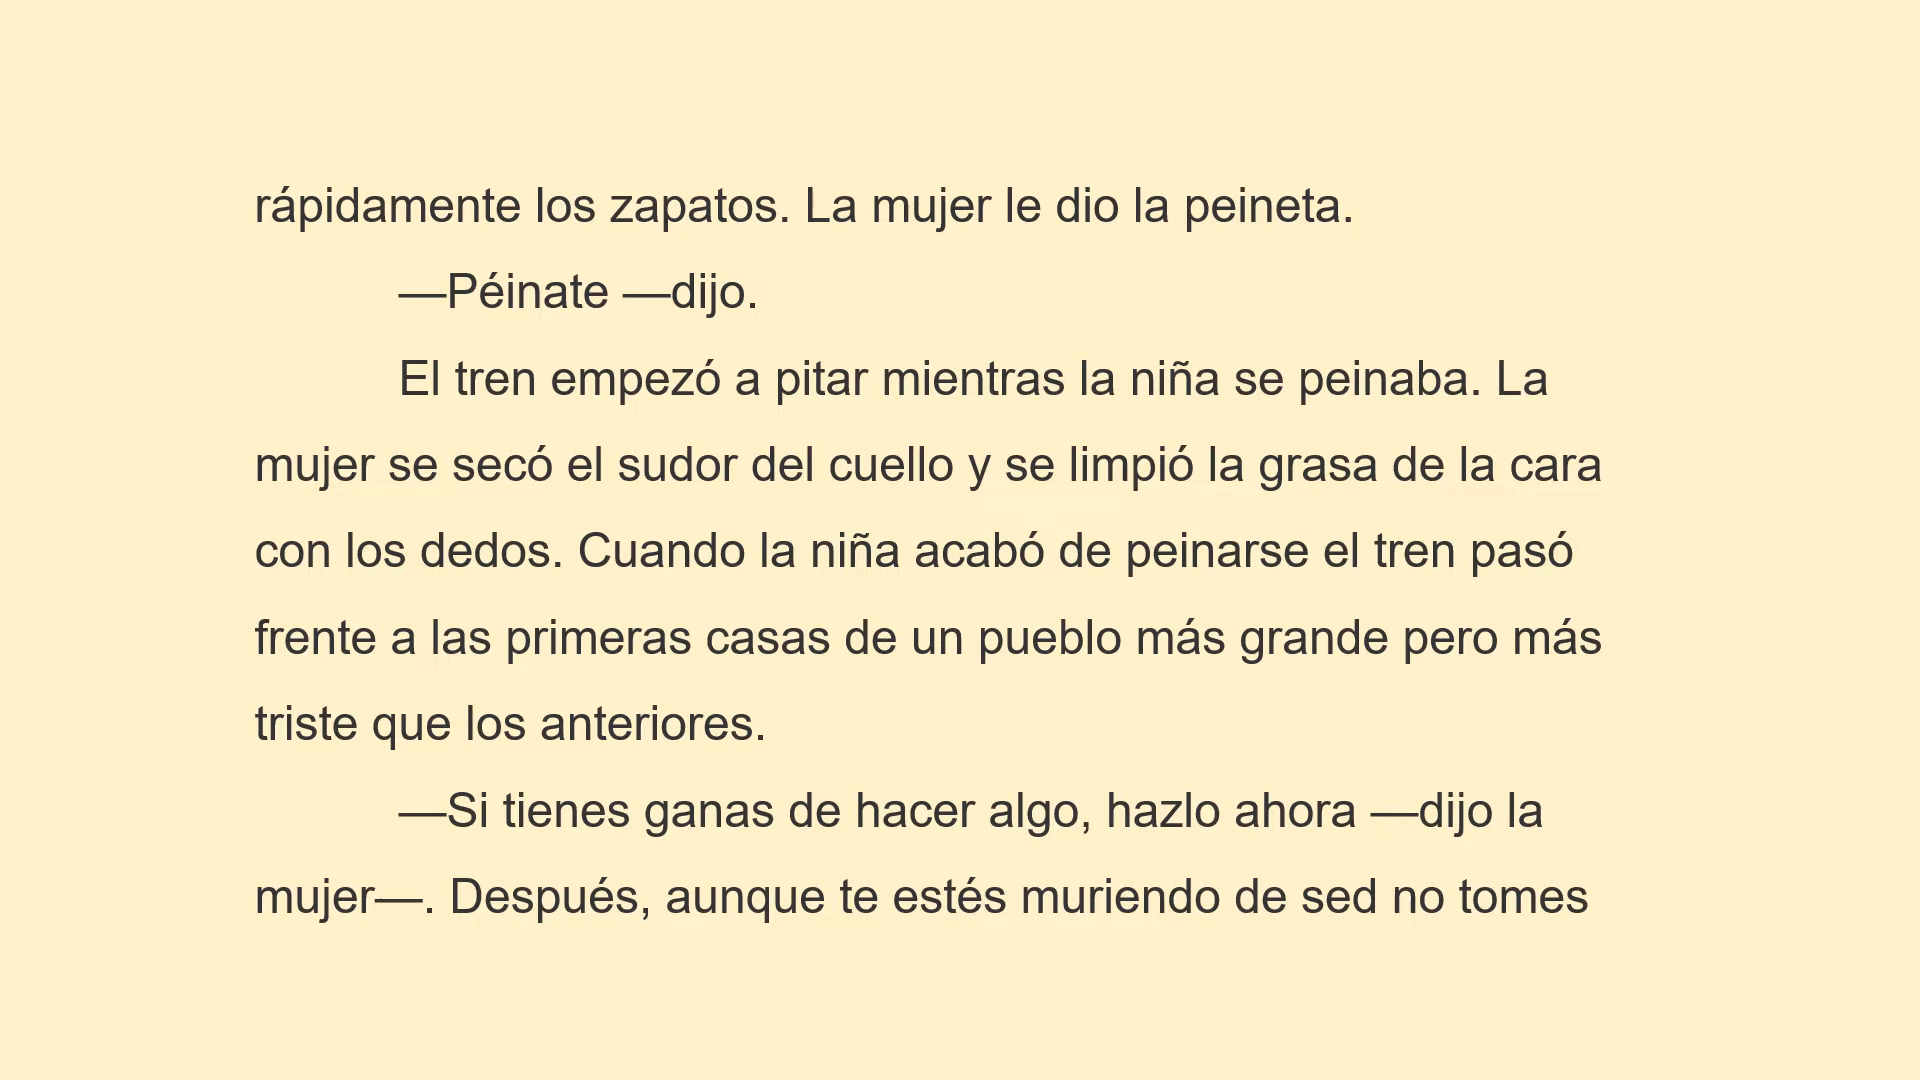 rápidamente los zapatos. La mujer le dio la peineta.
—Péinate —dijo.
El tren empezó a pitar mientras la niña se peinaba. La
mujer se secó el sudor del cuello y se limpió la grasa de la cara
con los dedos. Cuando la niña acabó de peinarse el tren pasó
frente a las primeras casas de un pueblo más grande pero más
triste que los anteriores.
—Si tienes ganas de hacer algo, hazlo ahora —dijo la
mujer—. Después, aunque te estés muriendo de sed no tomes